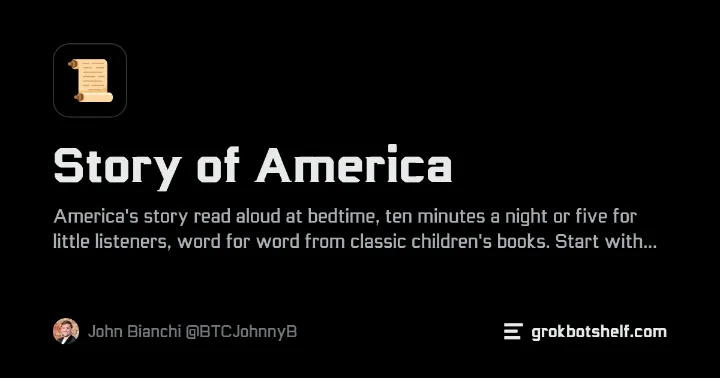 Story of America
America's story read aloud at bedtime, ten minutes a night or five for
little listeners, word for word from classic children's books. Start with...
John Bianchi @BTCJohnnyB
grokbotshelf.com